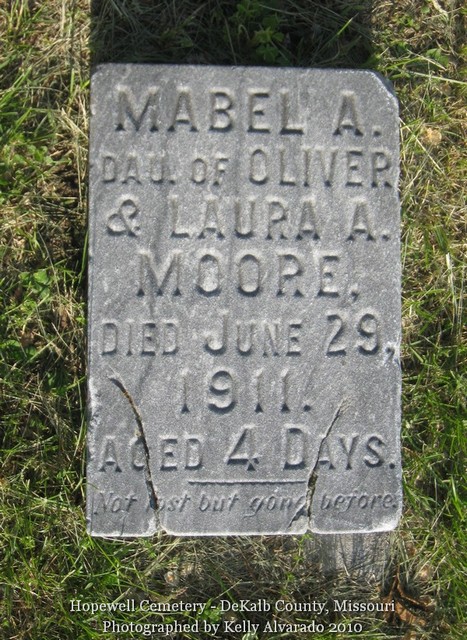 MABEL A.
DAU. OF OLIVER
& LAURA A.
MOORE,
DIED JUNE 29,
1911.
AGED 4 DAYS.
Not lost but gone before.
Hopewell Cemetery - DeKalb County, Missouri
Photographed by Kelly Alvarado 2010